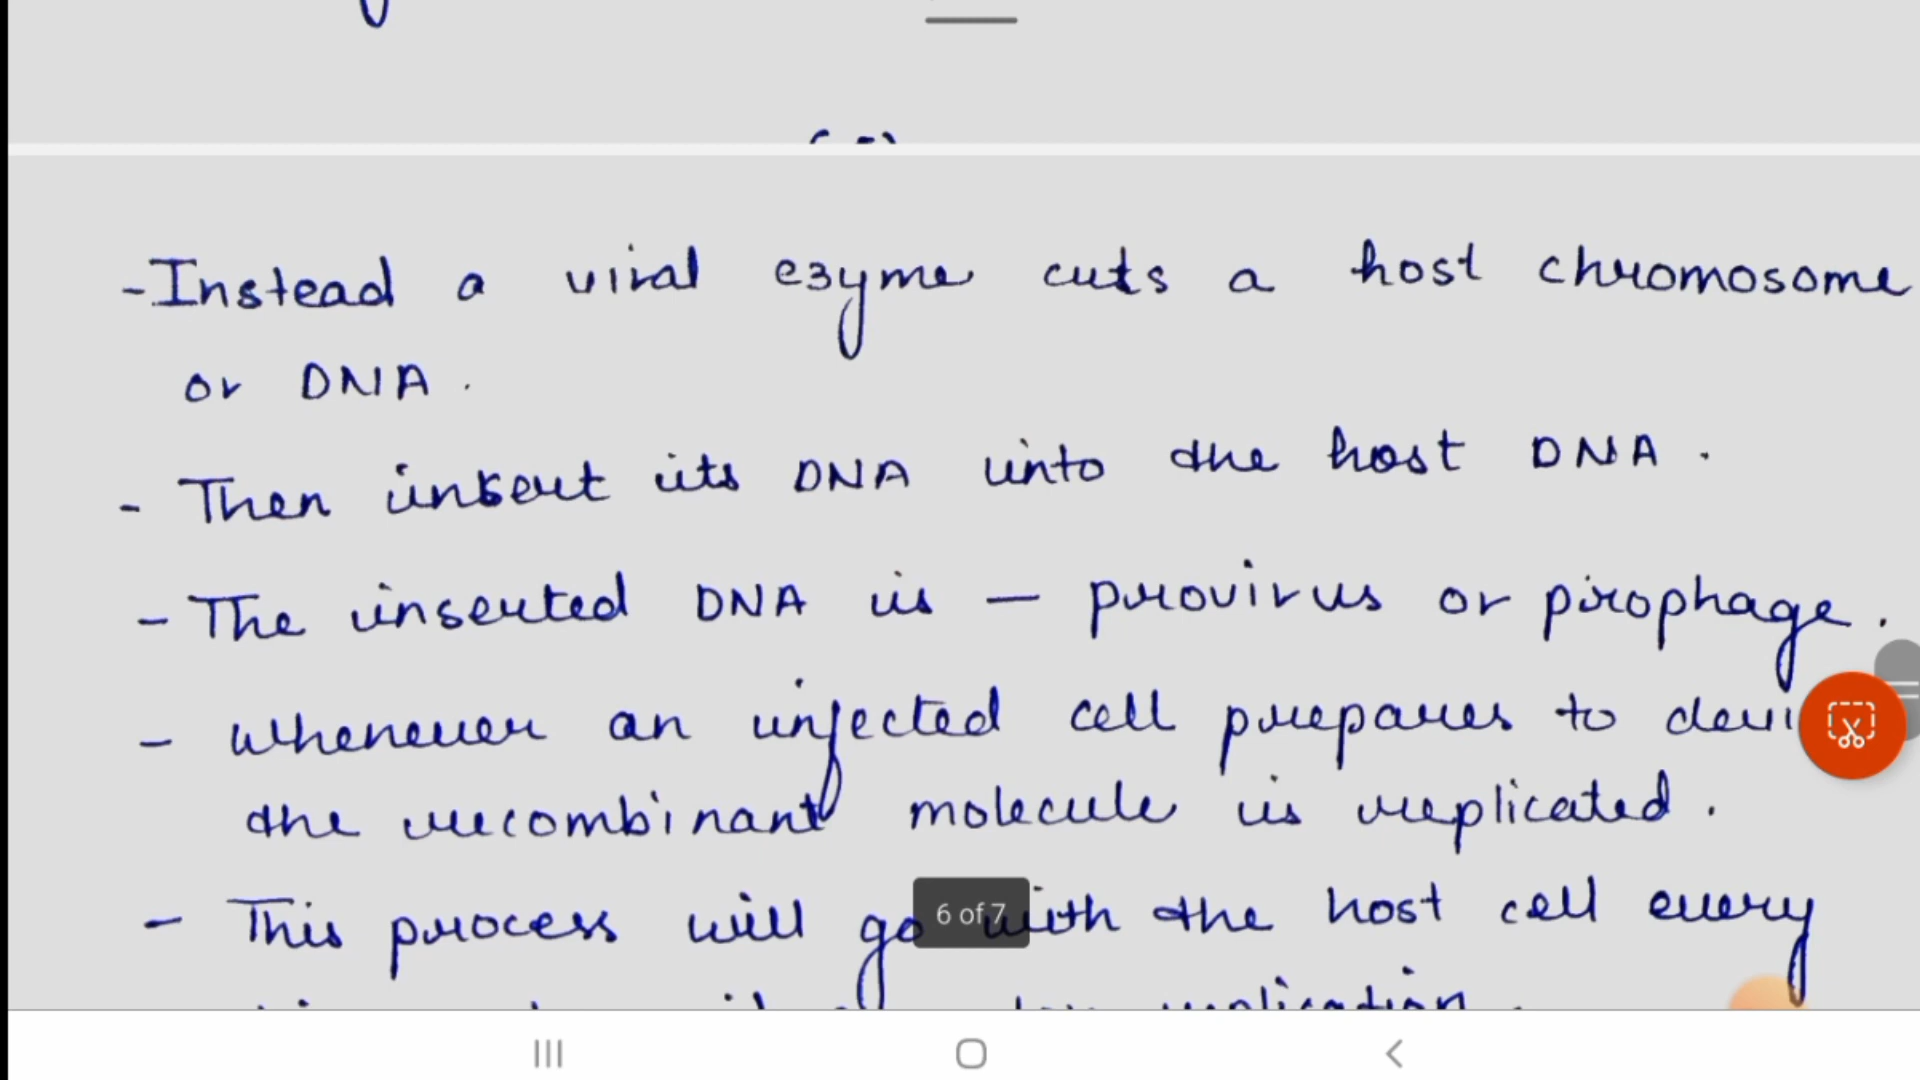 - Instead a viral ezyme cuts a host chromosome
or DNA.
- Then insert its DNA into the host DNA.
- The inserted DNA is — provirus or prophage.
- Whenever an injected cell prepares to
the recombinant molecule is replicated.
- This process will go with the host cell every
6 of 7
replication.